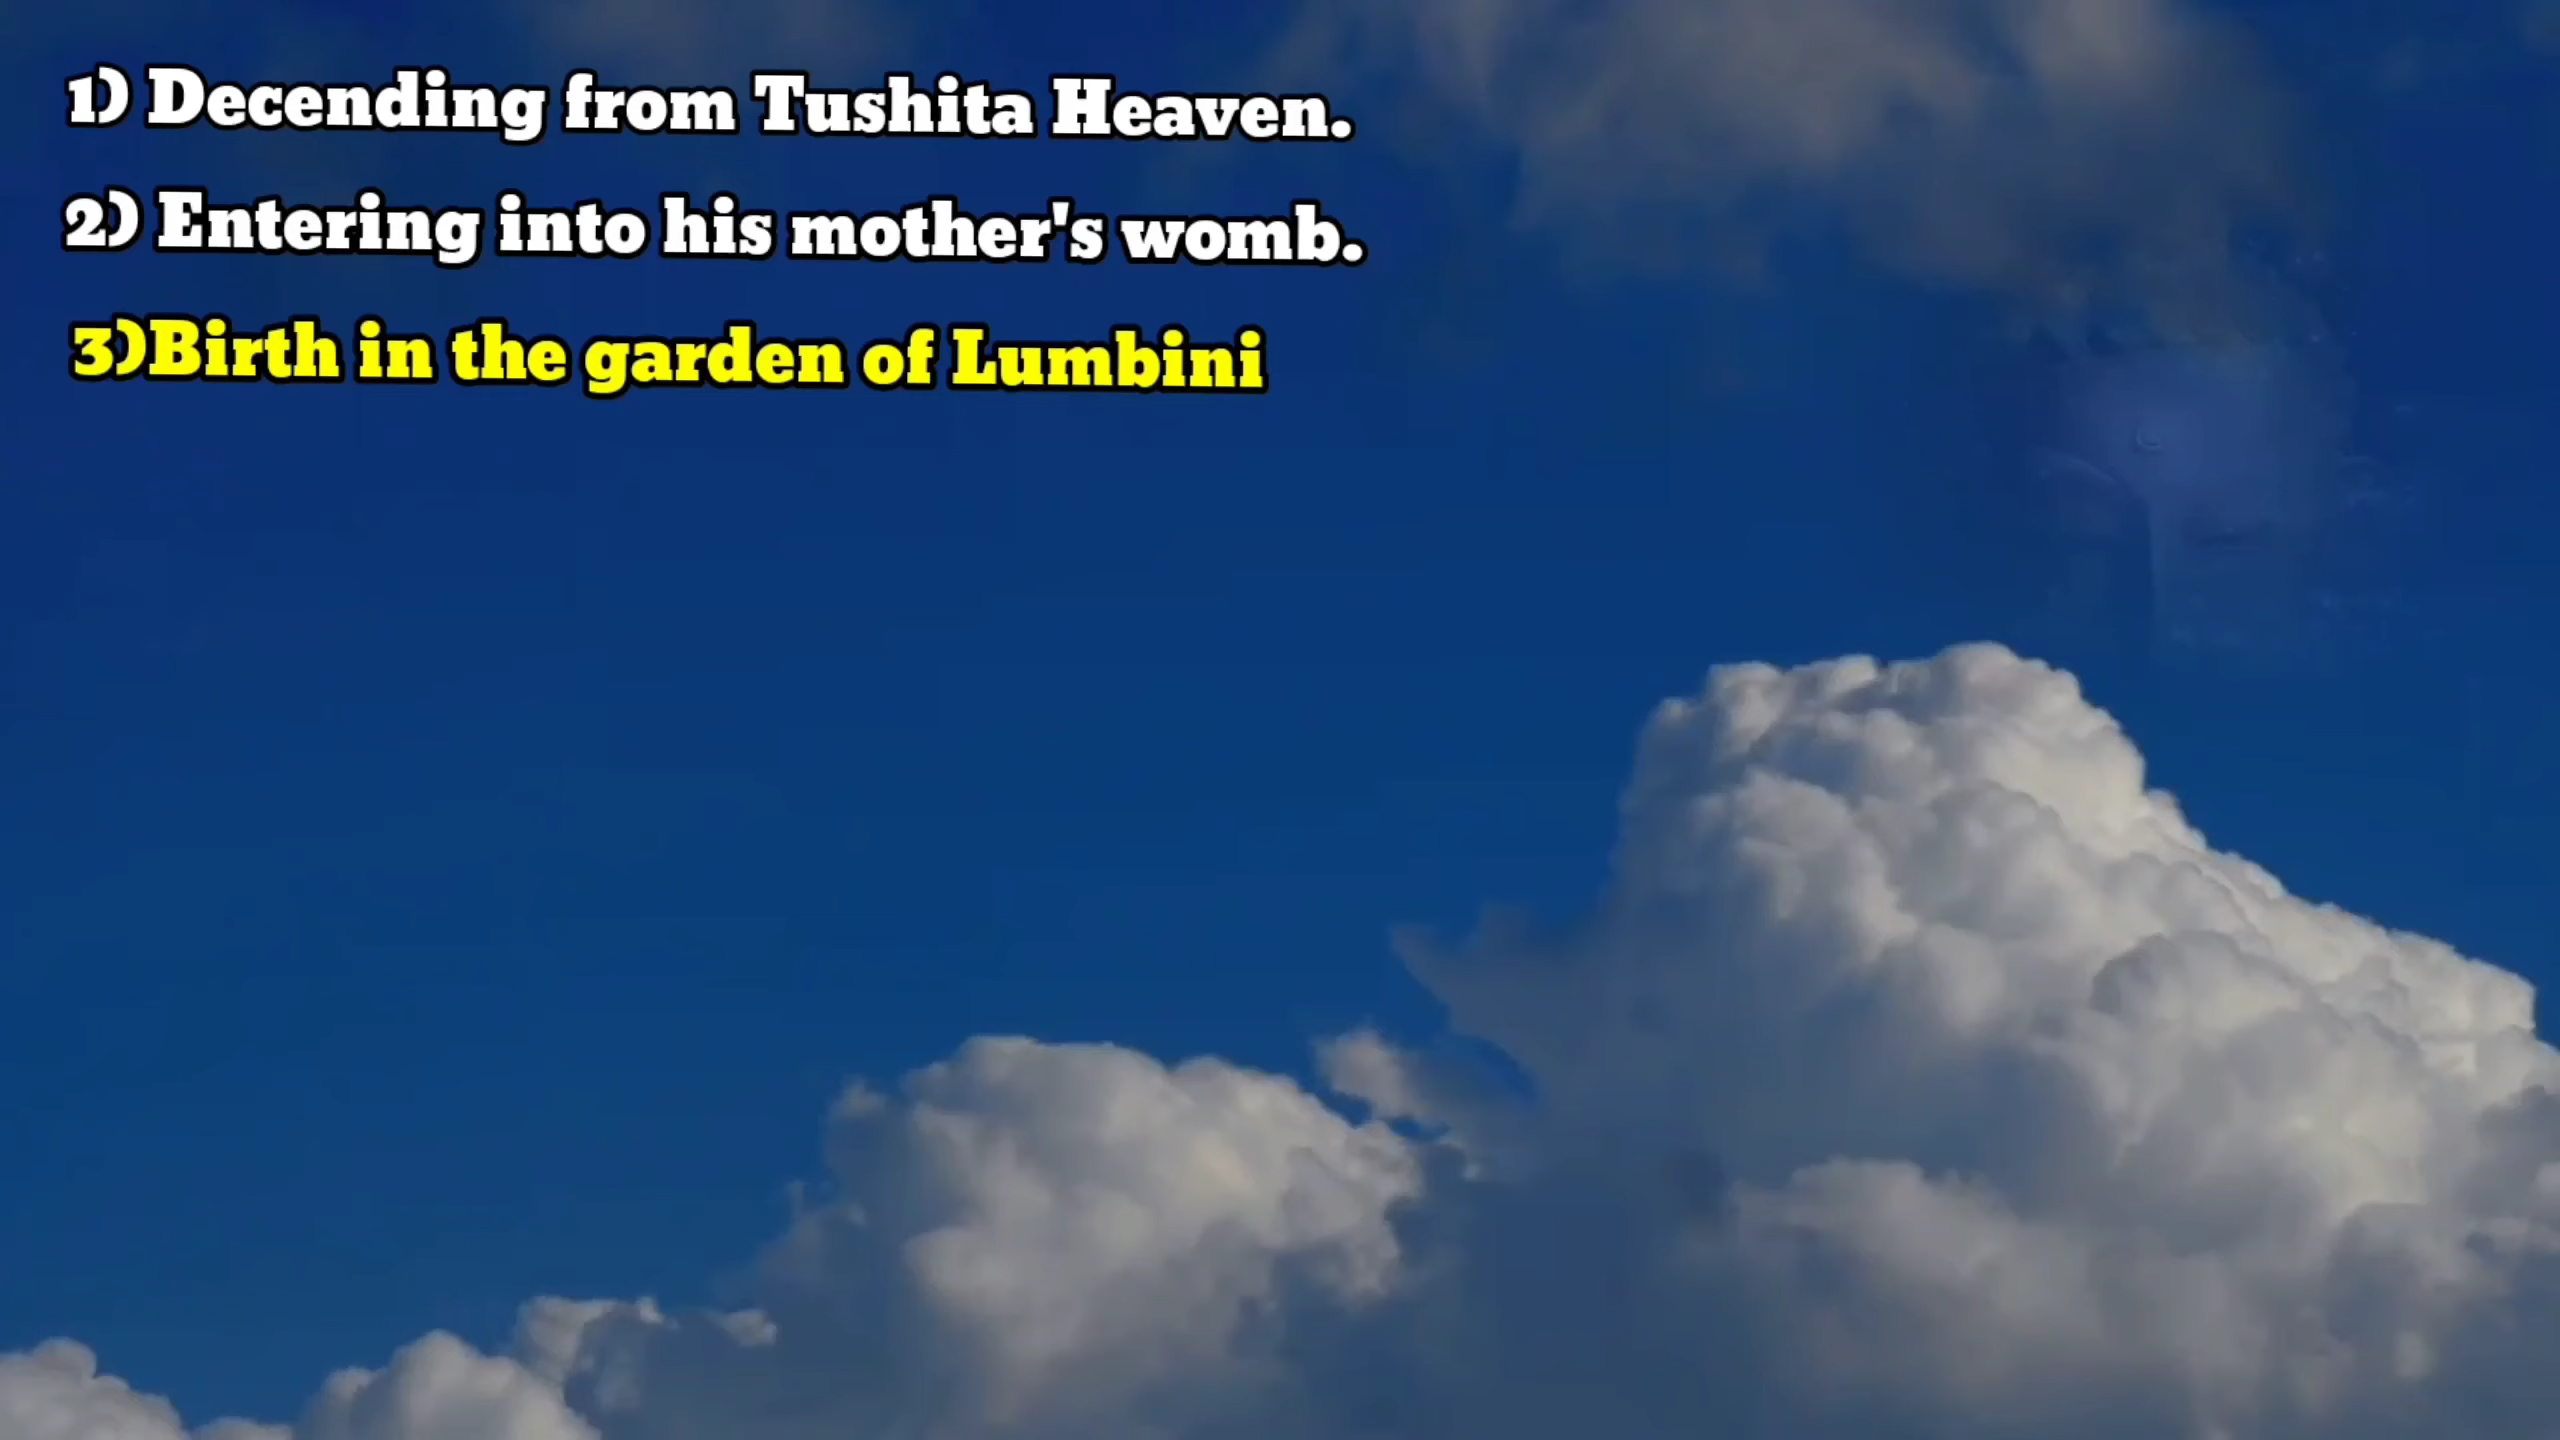 1) Decending from Tushita Heaven.
2) Entering into his mother's womb.
3)Birth in the garden of Lumbini